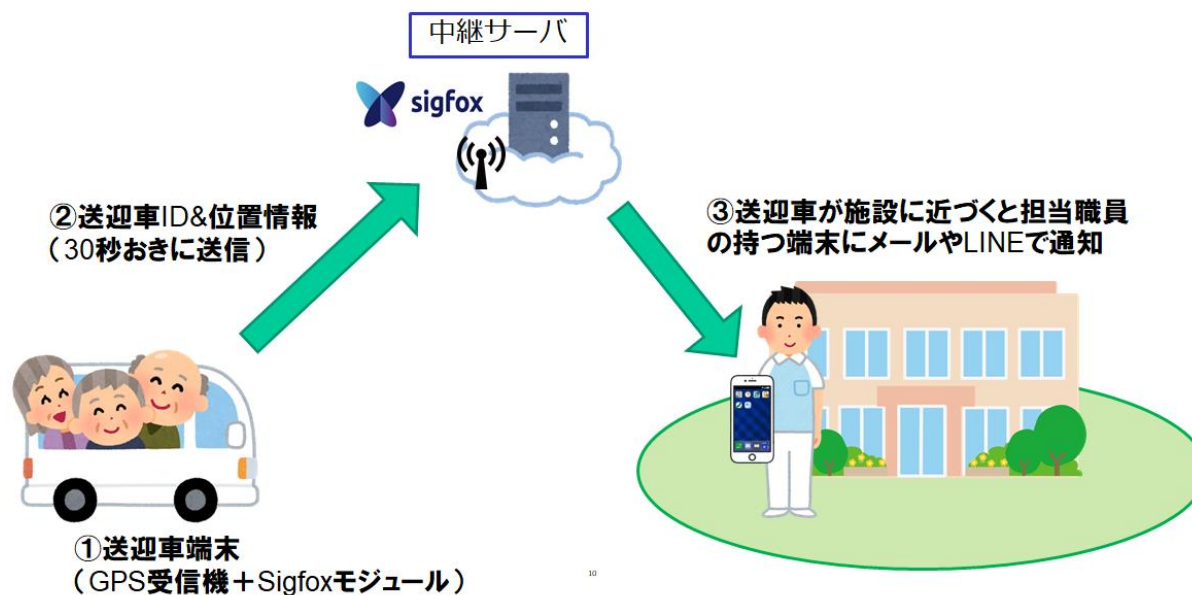 中継サーバ
sigfox
②送迎車ID&位置情報
（30秒おきに送信）
③送迎車が施設に近づくと担当職員
の持つ端末にメールやLINEで通知
①送迎車端末
（GPS受信機＋Sigfoxモジュール）
10